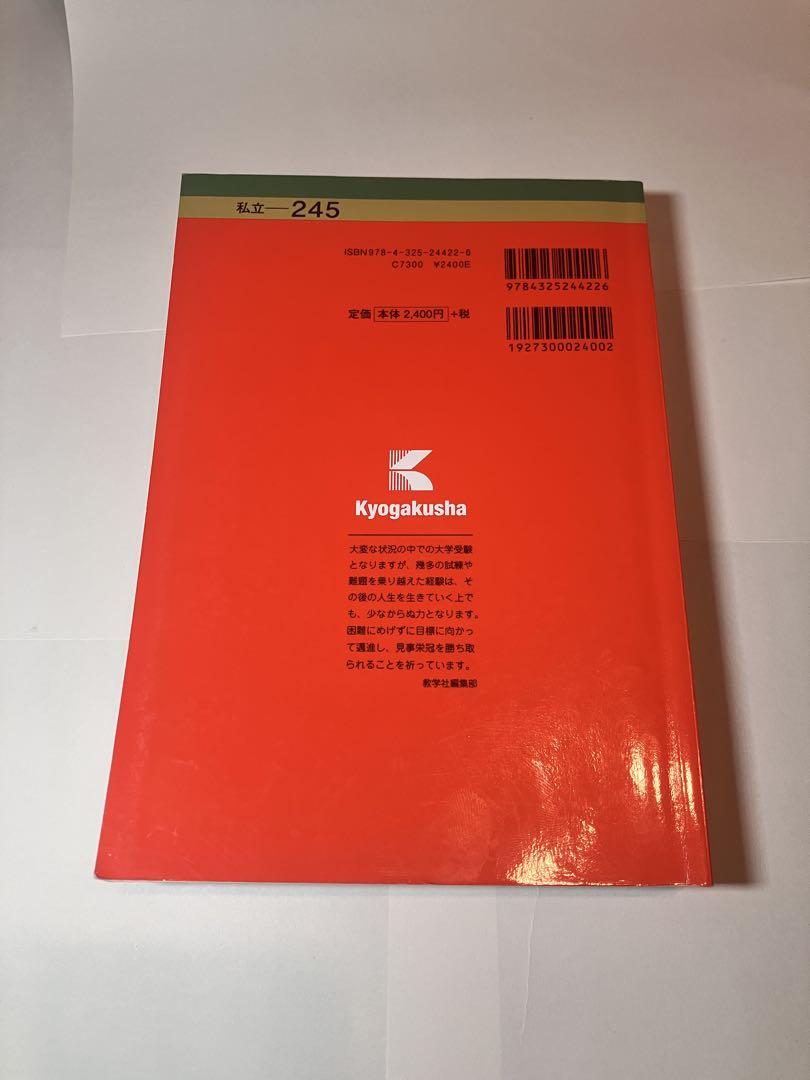 私立—245
ISBN978-4-325-24422-6
C7300 ¥2400E
9784325244226
定価 本体 2,400円 +税
1927300024002
Kyogakusha
大変な状況の中での大学受験
となりますが、幾多の試練や
難題を乗り越えた経験は、そ
の後の人生を生きていく上で
も、少なからぬ力となります。
困難にめげずに目標に向かっ
て邁進し、見事栄冠を勝ち取
られることを祈っています。
教学社編集部